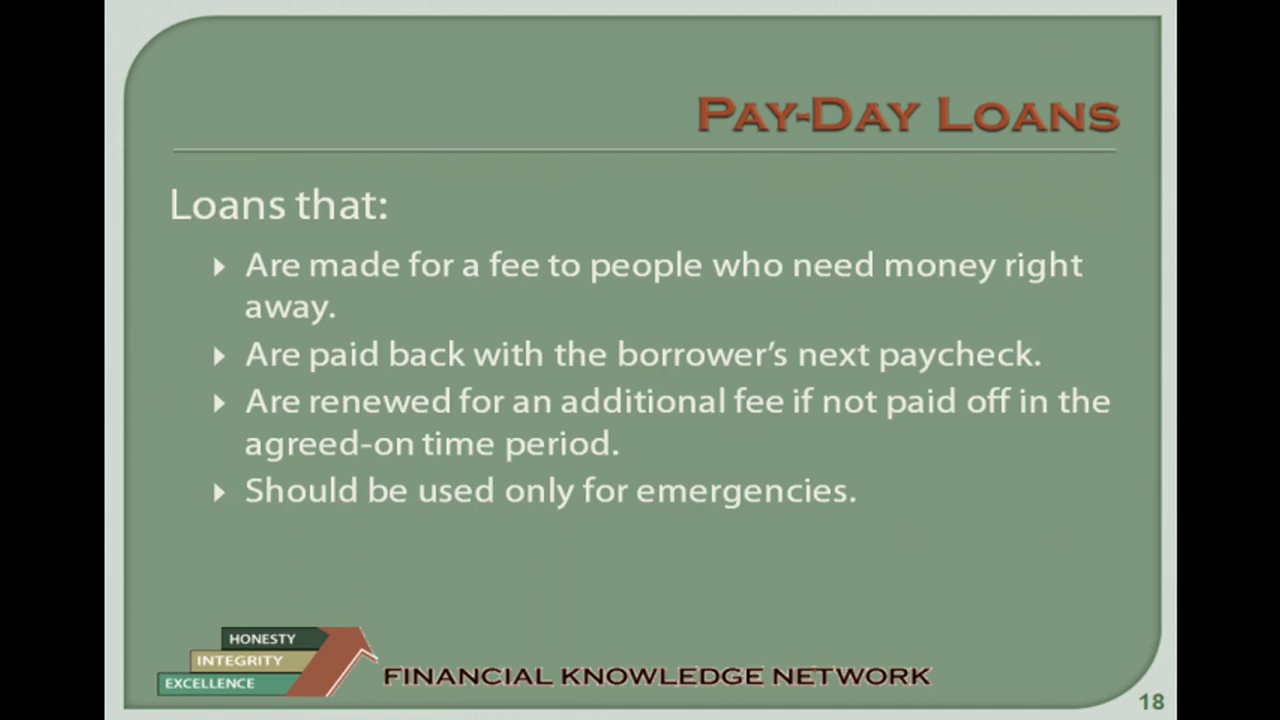 PAY-DAY LOANS
Loans that:
Are made for a fee to people who need money right
away.
Are paid back with the borrower's next paycheck.
Are renewed for an additional fee if not paid off in the
agreed-on time period.
Should be used only for emergencies.
HONESTY
INTEGRITY
EXCELLENCE
FINANCIAL KNOWLEDGE NETWORK
18